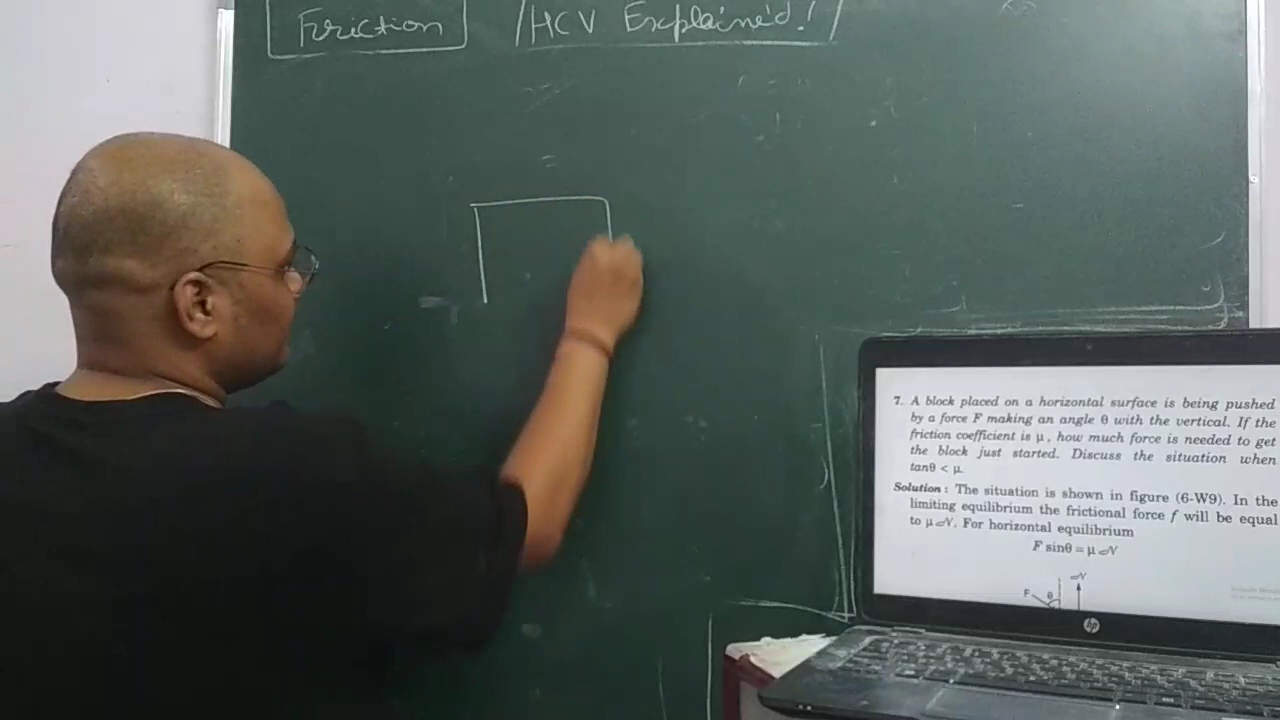 Friction
HCV Explained!
7. A block placed on a horizontal surface is being pushed
by a force F making an angle θ with the vertical. If the
friction coefficient is μ, how much force is needed to get
the block just started. Discuss the situation when
tanθ < μ.
Solution : The situation is shown in figure (6-W9). In the
limiting equilibrium the frictional force f will be equal
to μ𝒩. For horizontal equilibrium
F sinθ = μ𝒩
𝒩
F θ
hp